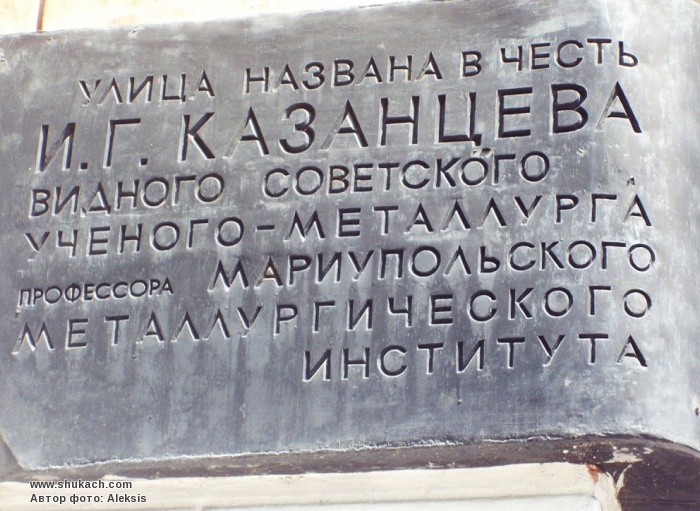 УЛИЦА НАЗВАНА В ЧЕСТЬ
И.Г. КАЗАНЦЕВА
ВИДНОГО СОВЕТСКОГО
УЧЕНОГО-МЕТАЛЛУРГА
ПРОФЕССОРА МАРИУПОЛЬСКОГО
МЕТАЛЛУРГИЧЕСКОГО
ИНСТИТУТА
www.shukach.com
Автор фото: Aleksis